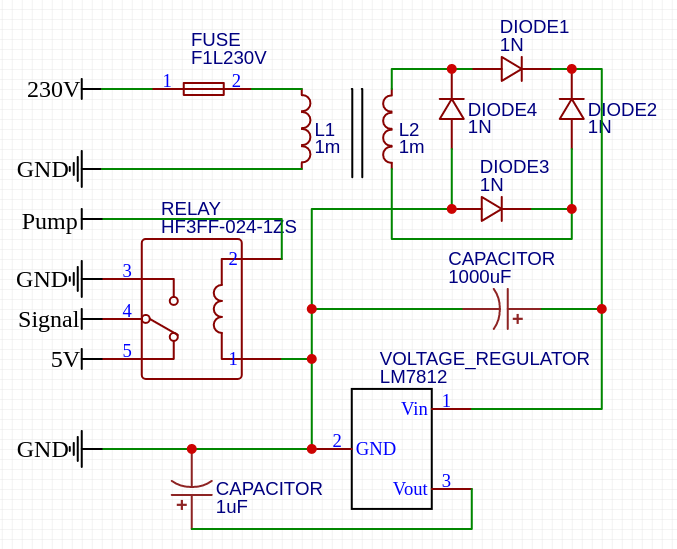 DIODE1
1N
FUSE
F1L230V
230V
1
2
DIODE4
1N
DIODE2
1N
L1
1m
L2
1m
GND
DIODE3
1N
RELAY
HF3FF-024-1ZS
Pump
2
CAPACITOR
1000uF
+
GND
3
Signal
4
5V
5
1
VOLTAGE_REGULATOR
LM7812
Vin
1
GND
2
GND
Vout
3
CAPACITOR
1uF
+